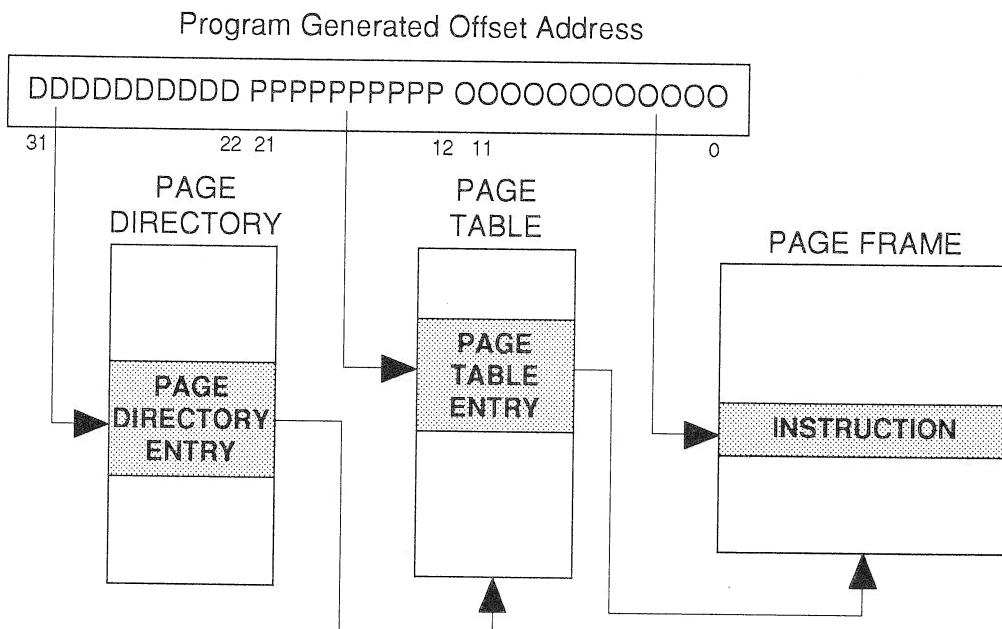 Program Generated Offset Address
DDDDDDDDDD PPPPPPPPPP OOOOOOOOOOOO
31 22 21 12 11 0
PAGE
DIRECTORY
PAGE
TABLE
PAGE FRAME
PAGE
DIRECTORY
ENTRY
PAGE
TABLE
ENTRY
INSTRUCTION